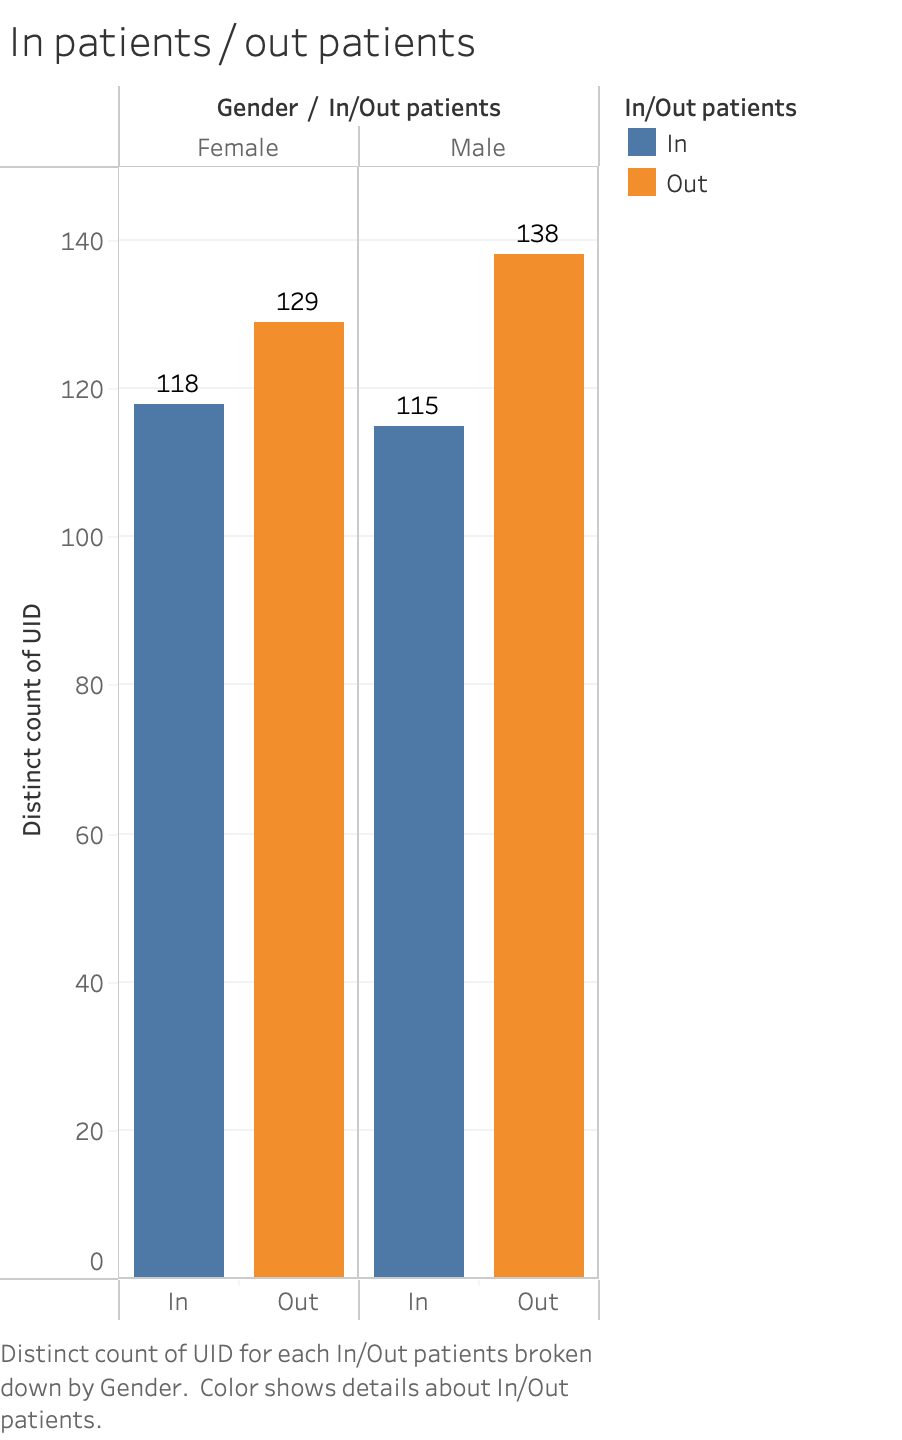 In patients / out patients
Gender / In/Out patients
Female
Male
In/Out patients
In
Out
140
120
100
80
60
40
20
0
Distinct count of UID
118
129
115
138
In
Out
In
Out
Distinct count of UID for each In/Out patients broken
down by Gender.  Color shows details about In/Out
patients.